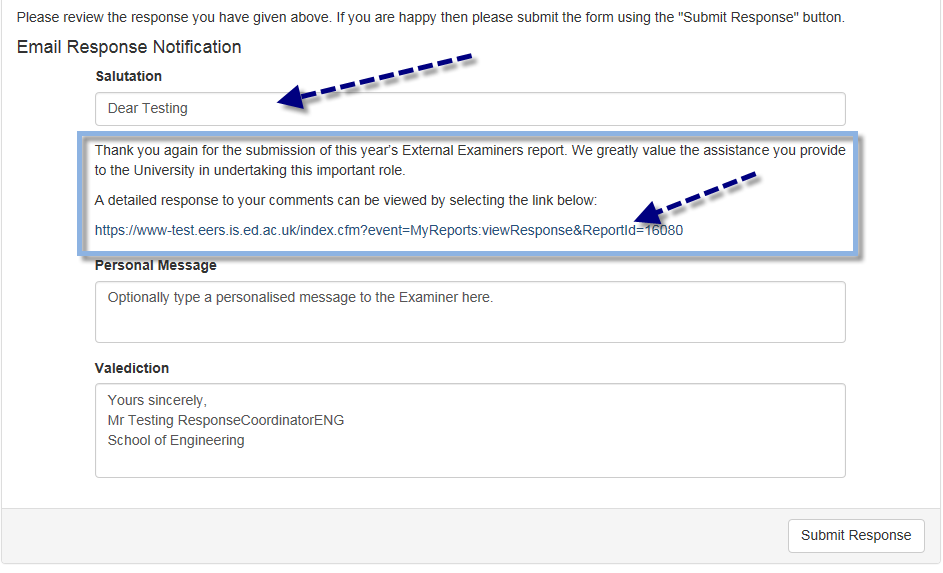 Please review the response you have given above. If you are happy then please submit the form using the "Submit Response" button.
Email Response Notification
Salutation
Dear Testing
Thank you again for the submission of this year's External Examiners report. We greatly value the assistance you provide
to the University in undertaking this important role.
A detailed response to your comments can be viewed by selecting the link below:
https://www-test.eers.is.ed.ac.uk/index.cfm?event=MyReports:viewResponse&ReportId=16080
Personal Message
Optionally type a personalised message to the Examiner here.
Valediction
Yours sincerely,
Mr Testing ResponseCoordinatorENG
School of Engineering
Submit Response